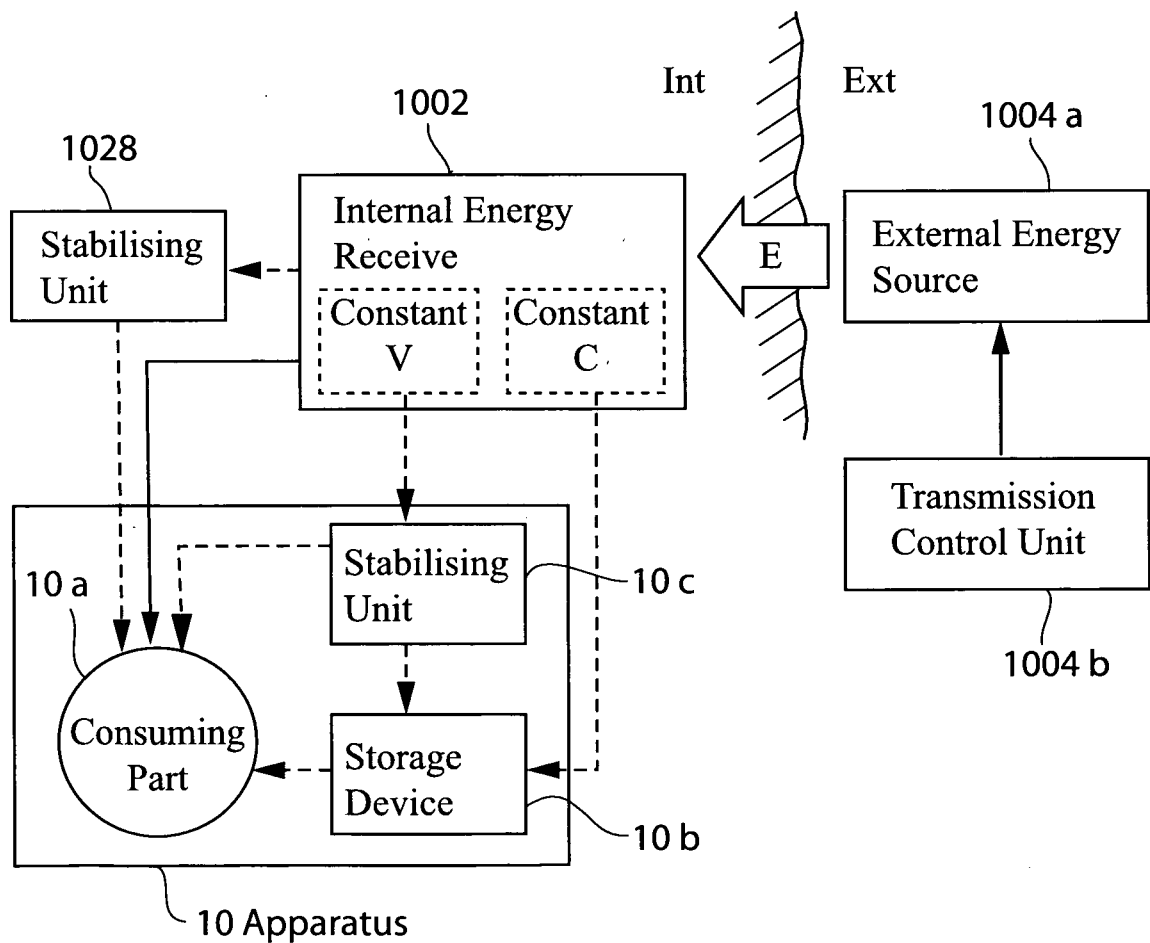 Int
Ext
1002
1004 a
1028
Stabilising
Unit
Internal Energy
Receive
Constant
V
Constant
C
E
External Energy
Source
Transmission
Control Unit
1004 b
10 a
Stabilising
Unit
10 c
Consuming
Part
Storage
Device
10 b
10 Apparatus